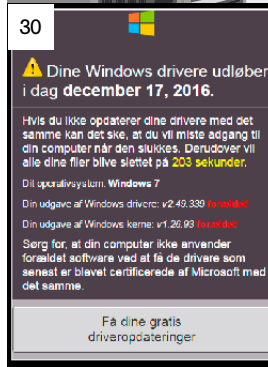 30
Dine Windows drivere udløber
i dag december 17, 2016.
Hvis du ikke opdaterer dine drivere med det
samme kan det ske, at du vil miste adgang til
din computer når den slukkes. Derudover vil
alle dine filer blive slettet på 203 sekunder.
Dit operativsystem: Windows 7
Din udgave af Windows drivere: v2.49.339 forældet
Din udgave af Windows kerne: v1.26.93 forældet
Sørg for, at din computer ikke anvender
forældet software ved at få de drivere som
senest er blevet certificerede af Microsoft med
det samme.
Få dine gratis
driveropdateringer